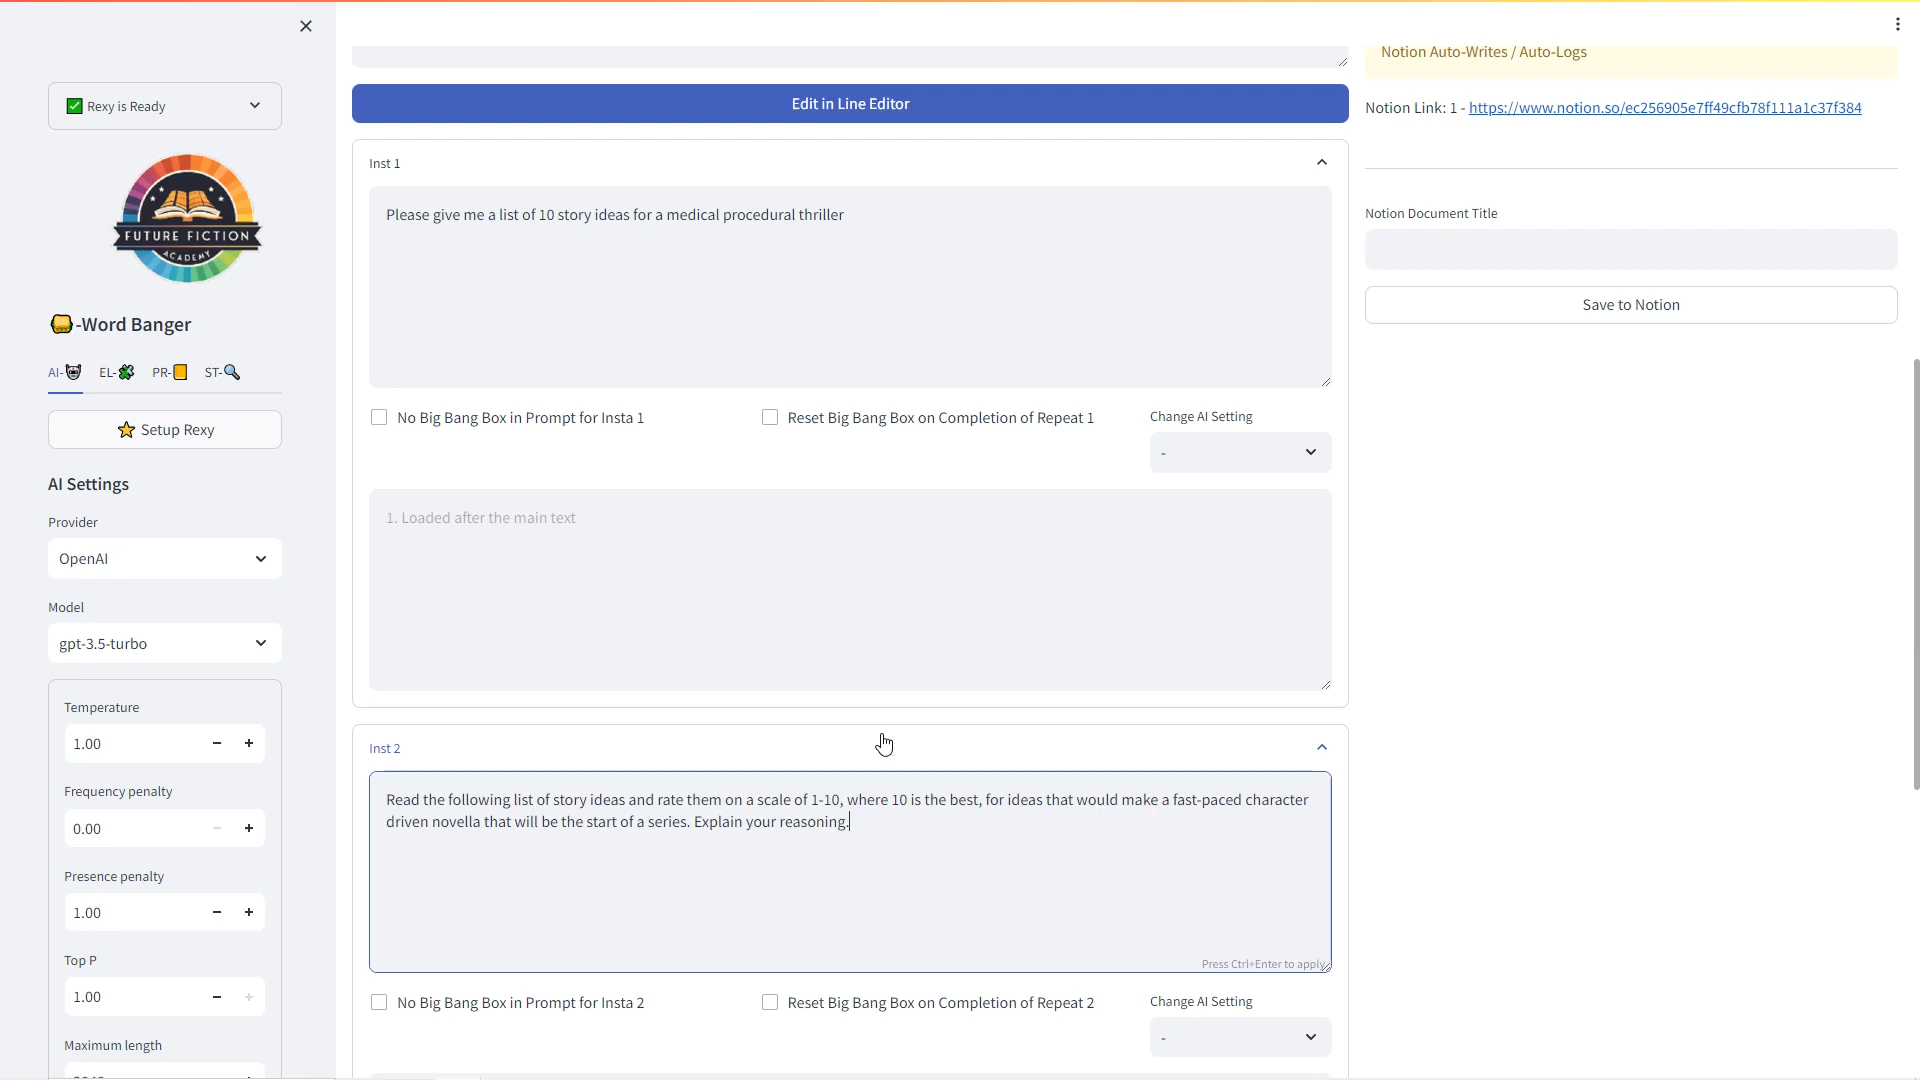 Rexy is Ready
FUTURE FICTION
ACADEMY
-Word Banger
AI-
EL-
PR-
ST-
Setup Rexy
AI Settings
Provider
OpenAI
Model
gpt-3.5-turbo
Temperature
1.00
Frequency penalty
0.00
Presence penalty
1.00
Top P
1.00
Maximum length
Edit in Line Editor
Inst 1
Please give me a list of 10 story ideas for a medical procedural thriller
No Big Bang Box in Prompt for Insta 1
Reset Big Bang Box on Completion of Repeat 1
Change AI Setting
-
1. Loaded after the main text
Inst 2
Read the following list of story ideas and rate them on a scale of 1-10, where 10 is the best, for ideas that would make a fast-paced character
driven novella that will be the start of a series. Explain your reasoning.
Press Ctrl+Enter to apply
No Big Bang Box in Prompt for Insta 2
Reset Big Bang Box on Completion of Repeat 2
Change AI Setting
-
Notion Auto-Writes / Auto-Logs
Notion Link: 1 - https://www.notion.so/ec256905e7ff49cfb78f111a1c37f384
Notion Document Title
Save to Notion